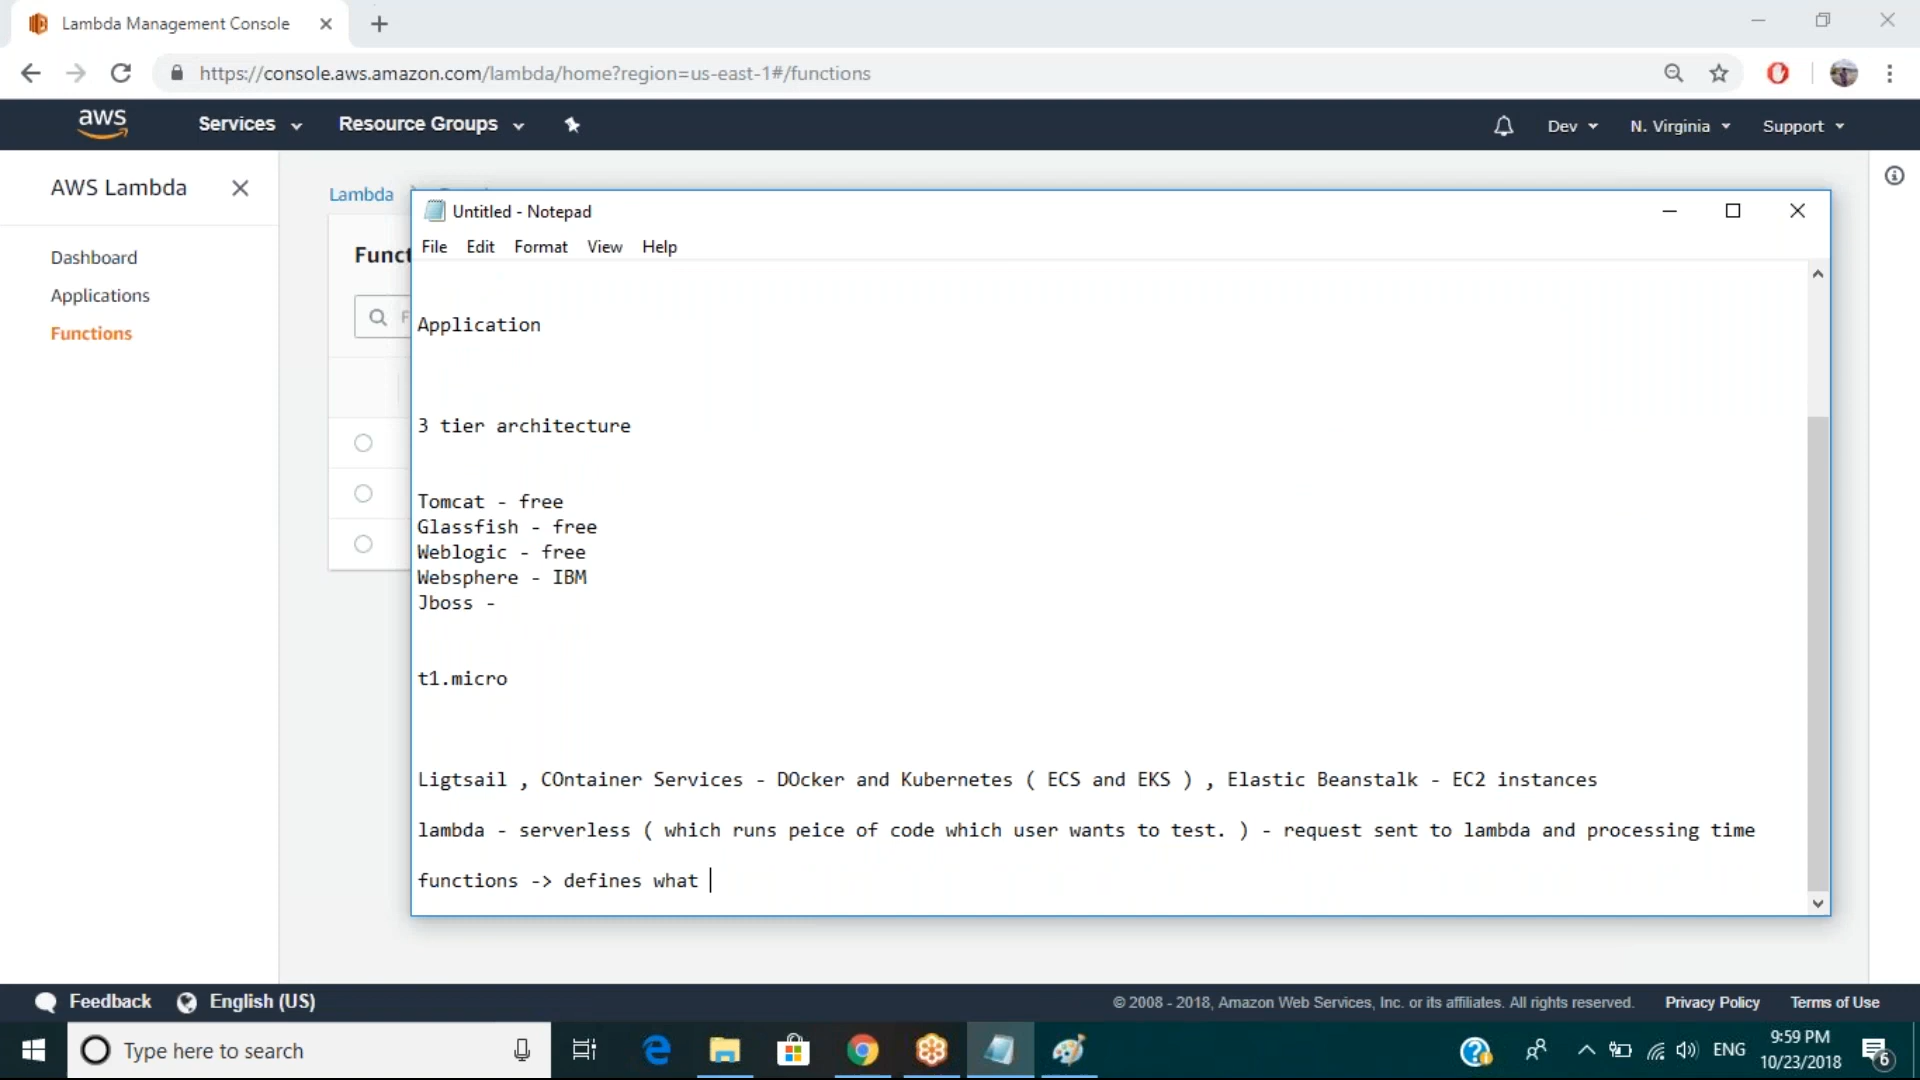 Lambda Management Console
https://console.aws.amazon.com/lambda/home?region=us-east-1#/functions
aws
Services
Resource Groups
Dev
N. Virginia
Support
AWS Lambda
Dashboard
Applications
Functions
Lambda
Funct
F
Untitled - Notepad
File Edit Format View Help
Application
3 tier architecture
Tomcat - free
Glassfish - free
Weblogic - free
Websphere - IBM
Jboss -
t1.micro
Ligtsail , COntainer Services - DOcker and Kubernetes ( ECS and EKS ) , Elastic Beanstalk - EC2 instances
lambda - serverless ( which runs peice of code which user wants to test. ) - request sent to lambda and processing time
functions -> defines what
Feedback
English (US)
© 2008 - 2018, Amazon Web Services, Inc. or its affiliates. All rights reserved.
Privacy Policy
Terms of Use
Type here to search
ENG
9:59 PM
10/23/2018
6